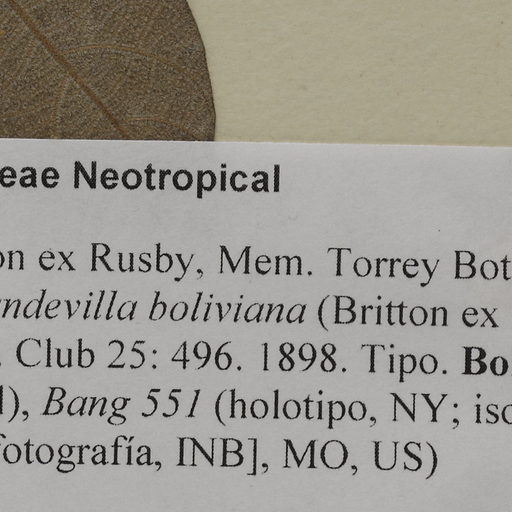 eae Neotropical
on ex Rusby, Mem. Torrey Bot
ndevilla boliviana (Britton ex
. Club 25: 496. 1898. Tipo. Bo
), Bang 551 (holotipo, NY; iso
fotografía, INB], MO, US)